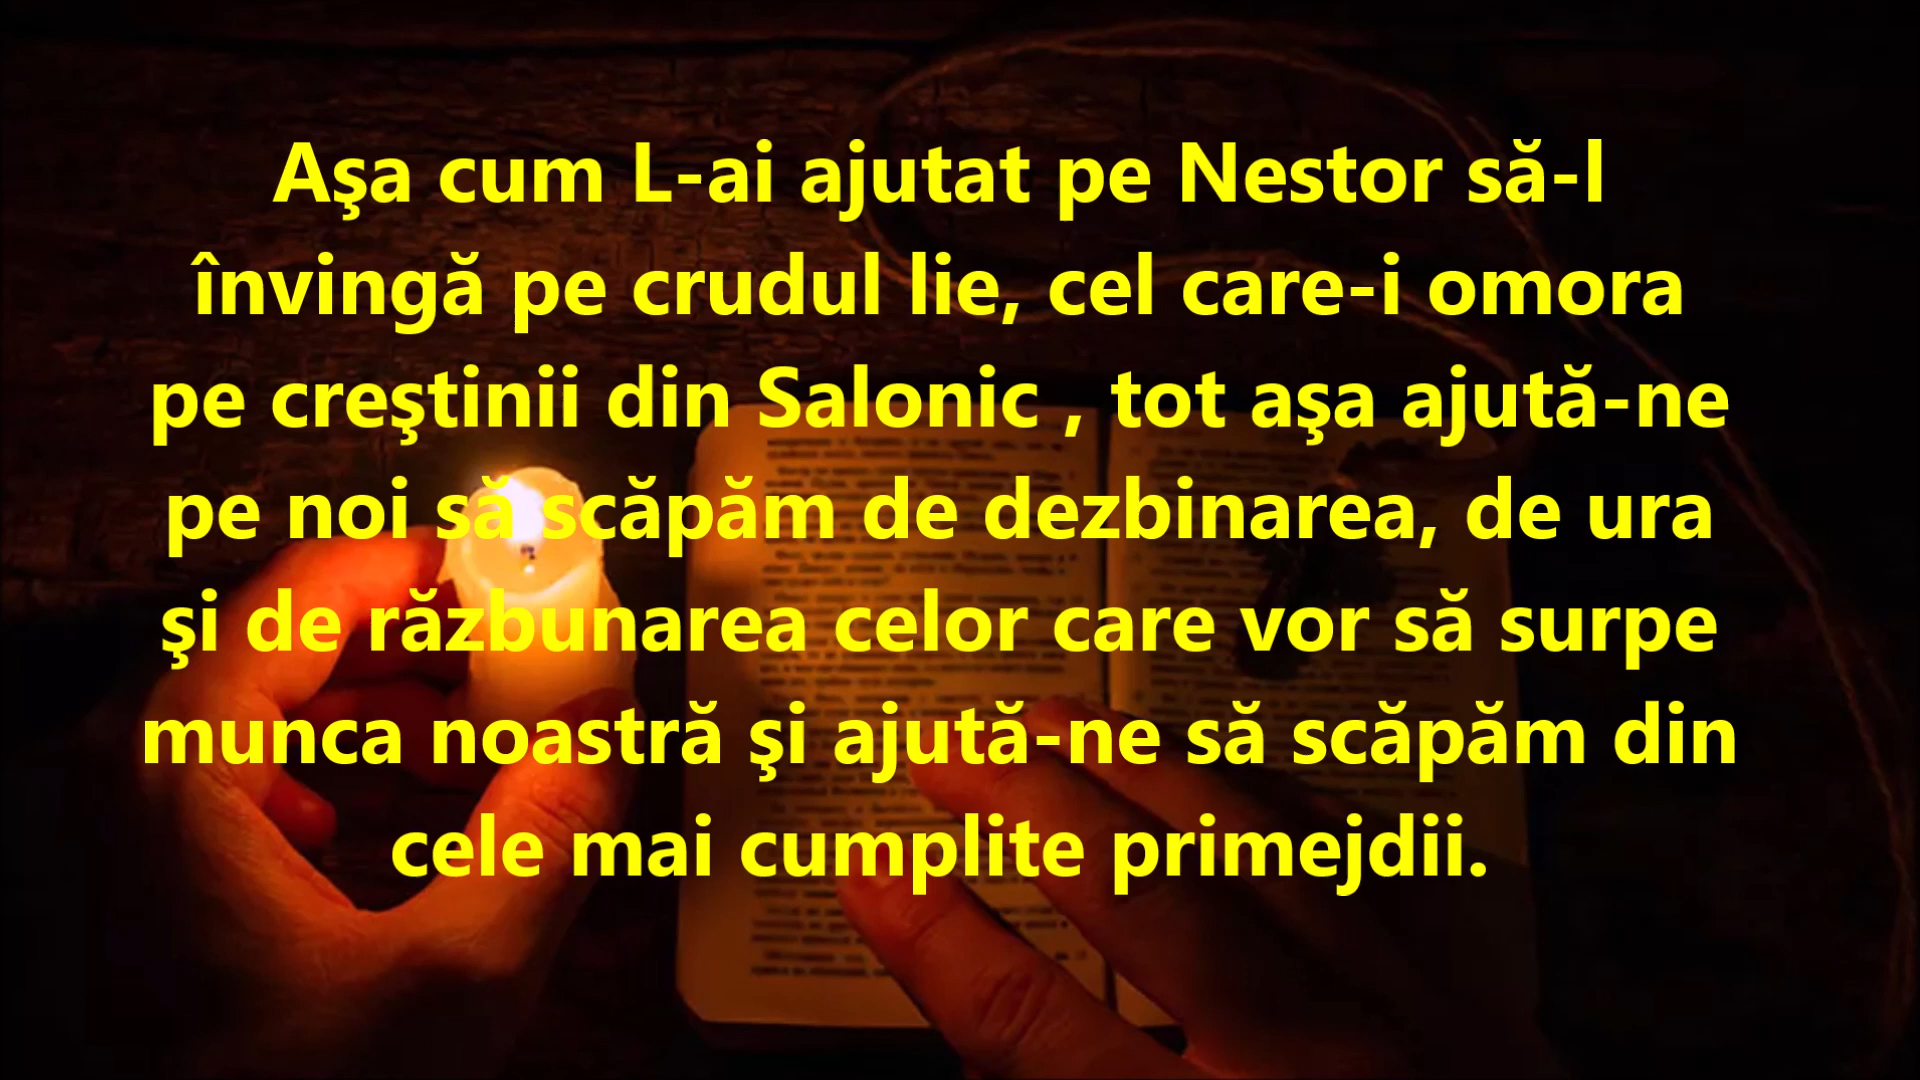 Aşa cum L-ai ajutat pe Nestor să-l
învingă pe crudul lie, cel care-i omora
pe creştinii din Salonic , tot aşa ajută-ne
pe noi să scăpăm de dezbinarea, de ura
şi de răzbunarea celor care vor să surpe
munca noastră şi ajută-ne să scăpăm din
cele mai cumplite primejdii.